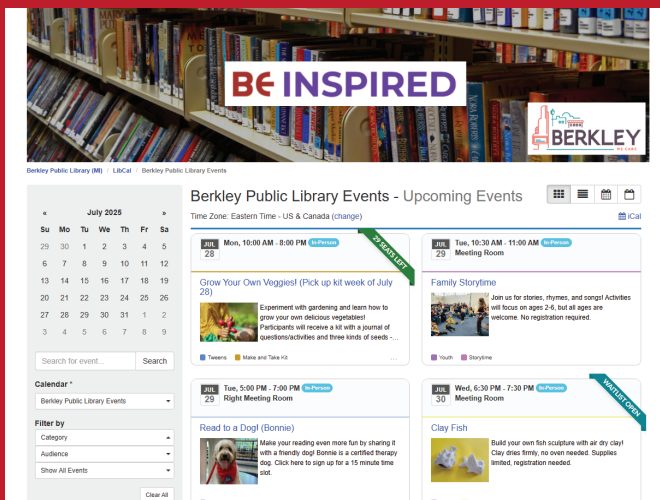 BE INSPIRED
BERKLEY
WE CARE
Berkley Public Library (MI) / LibCal / Berkley Public Library Events
« July 2025 »
Su Mo Tu We Th Fr Sa
29 30 1 2 3 4 5
6 7 8 9 10 11 12
13 14 15 16 17 18 19
20 21 22 23 24 25 26
27 28 29 30 31 1 2
3 4 5 6 7 8 9
Search for event... Search
Calendar *
Berkley Public Library Events
Filter by
Category
Audience
Show All Events
Clear All
Berkley Public Library Events - Upcoming Events
Time Zone: Eastern Time - US & Canada (change)
iCal
JUL 28
Mon, 10:00 AM - 8:00 PM In-Person
29 SEATS LEFT
Grow Your Own Veggies! (Pick up kit week of July
28)
Experiment with gardening and learn how to
grow your own delicious vegetables!
Participants will receive a kit with a journal of
questions/activities and three kinds of seeds -...
Tweens Make and Take Kit
...
JUL 29
Tue, 10:30 AM - 11:00 AM In-Person
Meeting Room
Family Storytime
Join us for stories, rhymes, and songs! Activities
will focus on ages 2-6, but all ages are
welcome. No registration required.
Youth Storytime
JUL 29
Tue, 5:00 PM - 7:00 PM In-Person
Right Meeting Room
Read to a Dog! (Bonnie)
Make your reading even more fun by sharing it
with a friendly dog! Bonnie is a certified therapy
dog. Click here to sign up for a 15 minute time
slot.
JUL 30
Wed, 6:30 PM - 7:30 PM In-Person
Meeting Room
WAITLIST OPEN
Clay Fish
Build your own fish sculpture with air dry clay!
Clay dries firmly, no oven needed. Supplies
limited, registration needed.